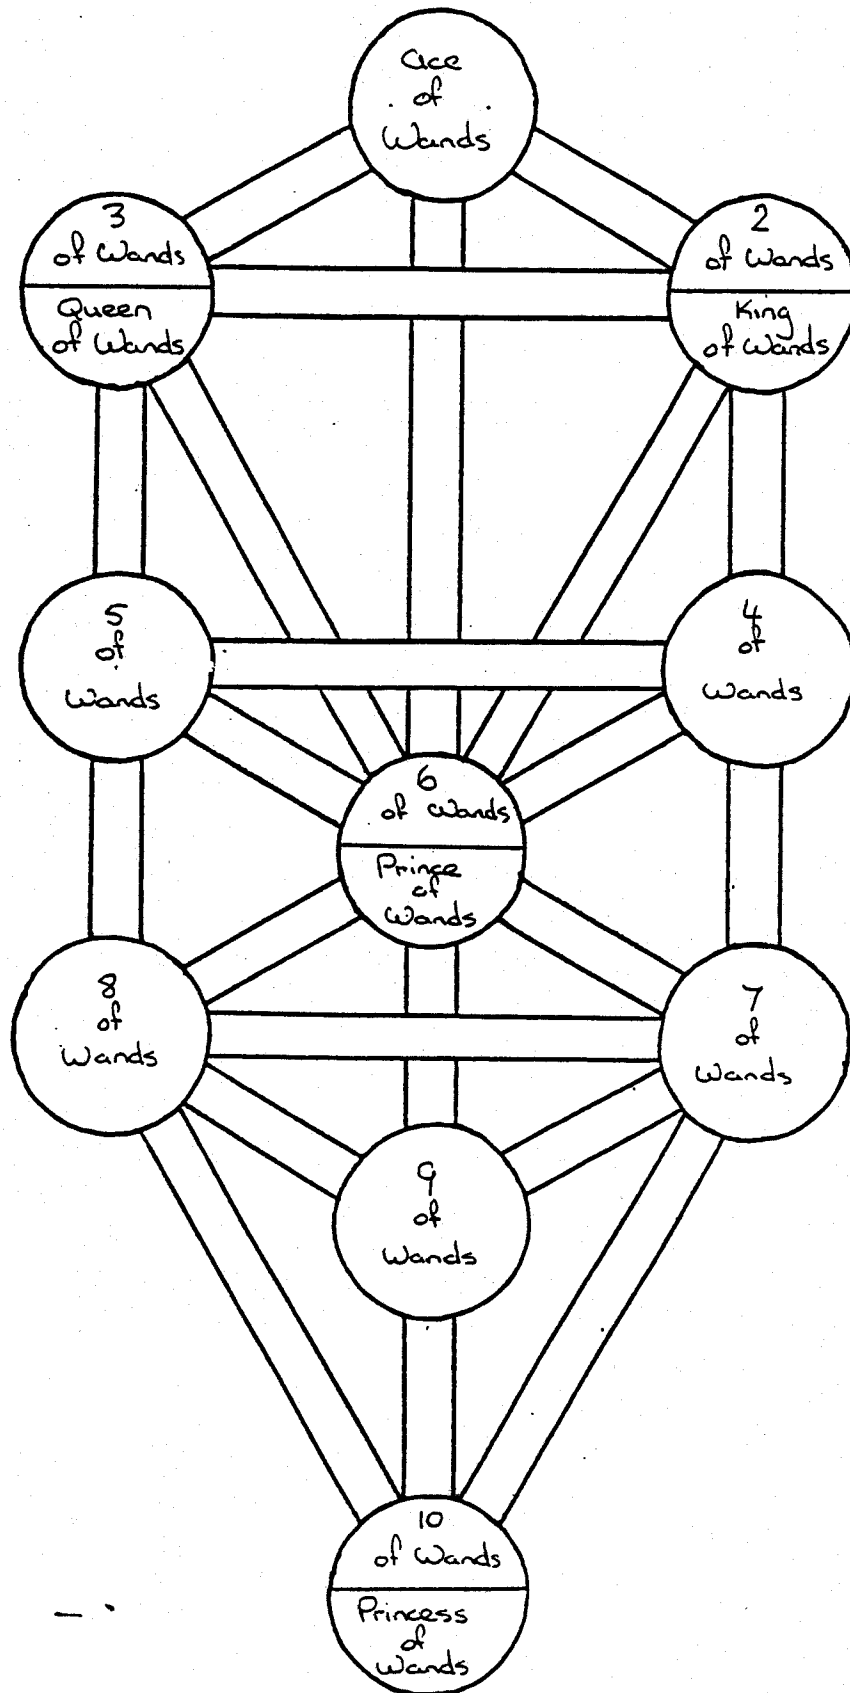 Ace
of
Wands
3
of Wands
Queen
of Wands
2
of Wands
King
of Wands
5
of
Wands
4
of
Wands
6
of Wands
Prince
of
Wands
8
of
Wands
7
of
Wands
9
of
Wands
10
of Wands
Princess
of
Wands